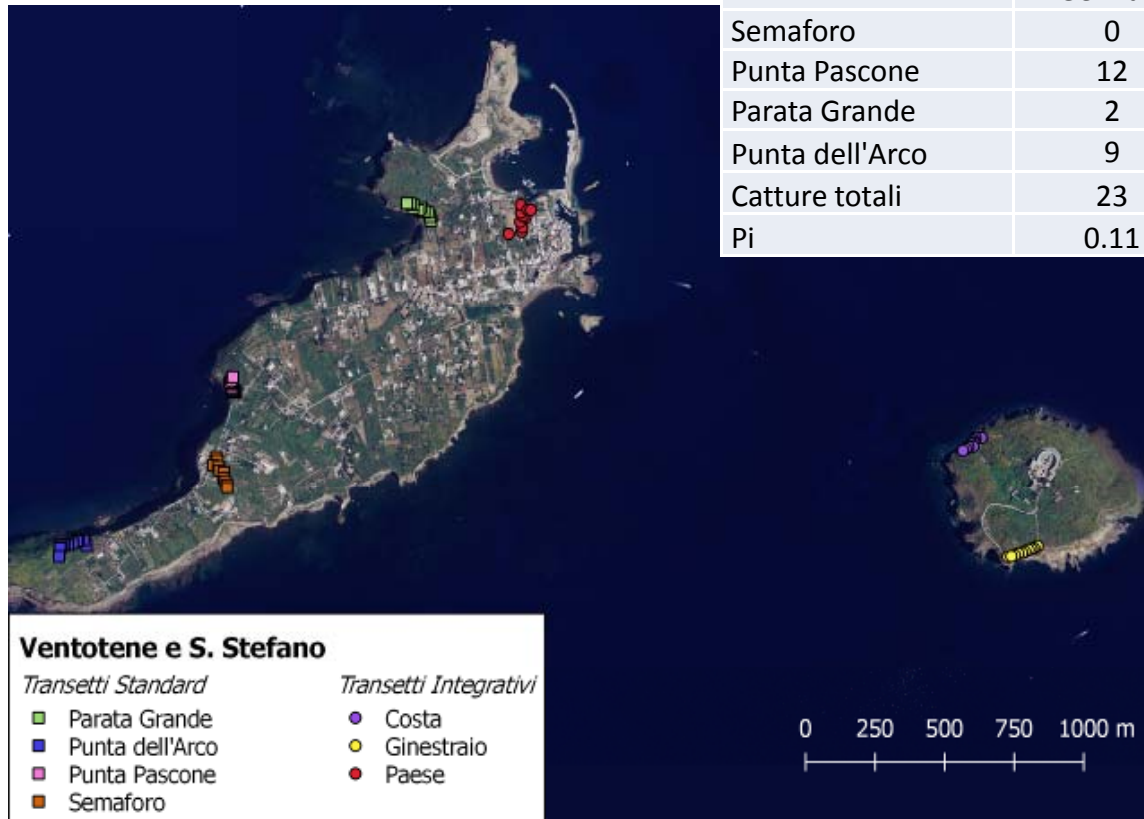 Semaforo 0
Punta Pascone 12
Parata Grande 2
Punta dell'Arco 9
Catture totali 23
Pi 0.11
Ventotene e S. Stefano
Transetti Standard Transetti Integrativi
Parata Grande Costa
Punta dell'Arco Ginestraio
Punta Pascone Paese
Semaforo
0 250 500 750 1000 m